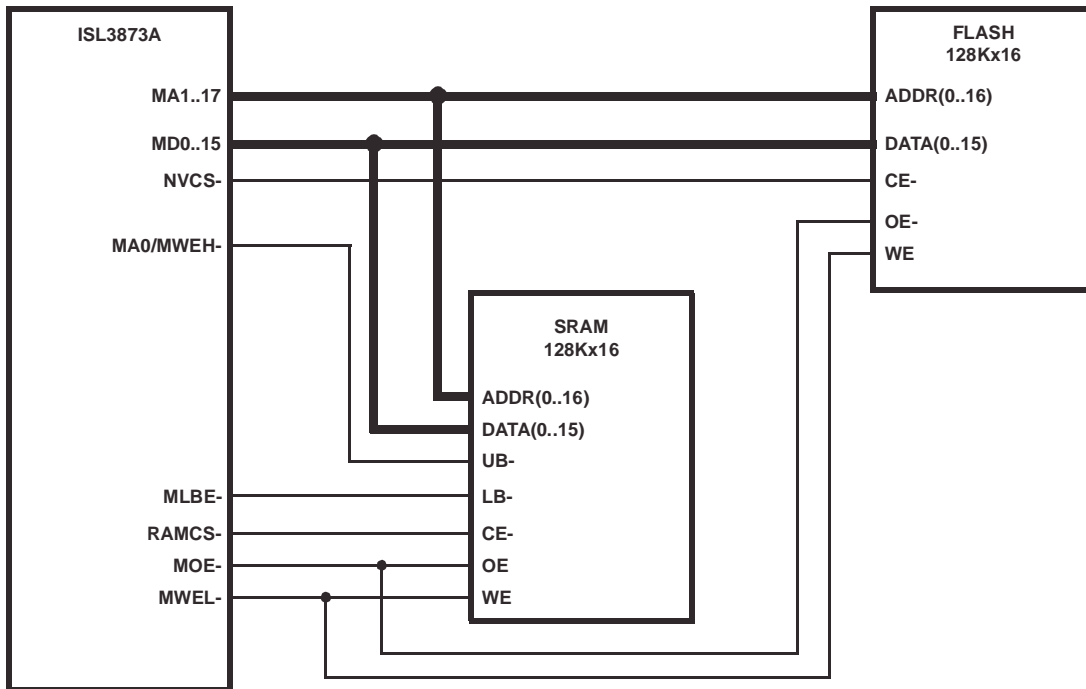 ISL3873A
MA1..17
MD0..15
NVCS-
MA0/MWEH-
MLBE-
RAMCS-
MOE-
MWEL-
SRAM
128Kx16
ADDR(0..16)
DATA(0..15)
UB-
LB-
CE-
OE
WE
FLASH
128Kx16
ADDR(0..16)
DATA(0..15)
CE-
OE-
WE